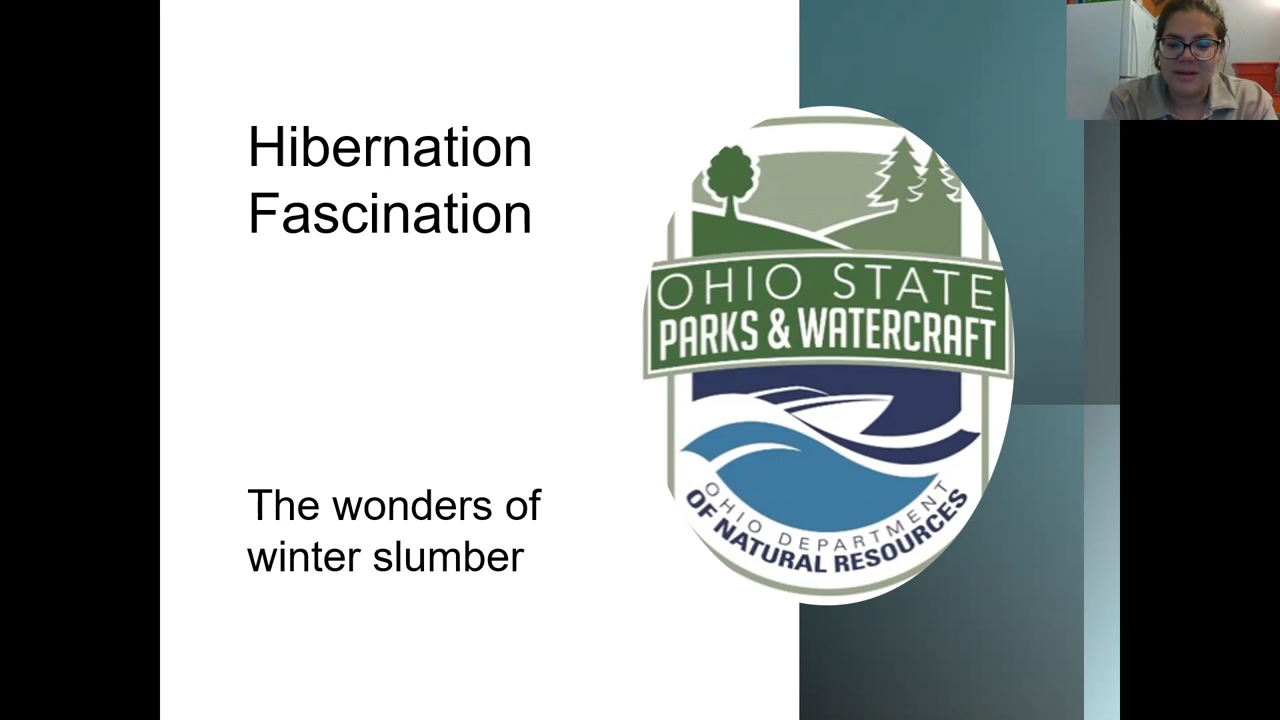 Hibernation
Fascination
The wonders of
winter slumber
OHIO STATE
PARKS & WATERCRAFT
OHIO DEPARTMENT
OF NATURAL RESOURCES